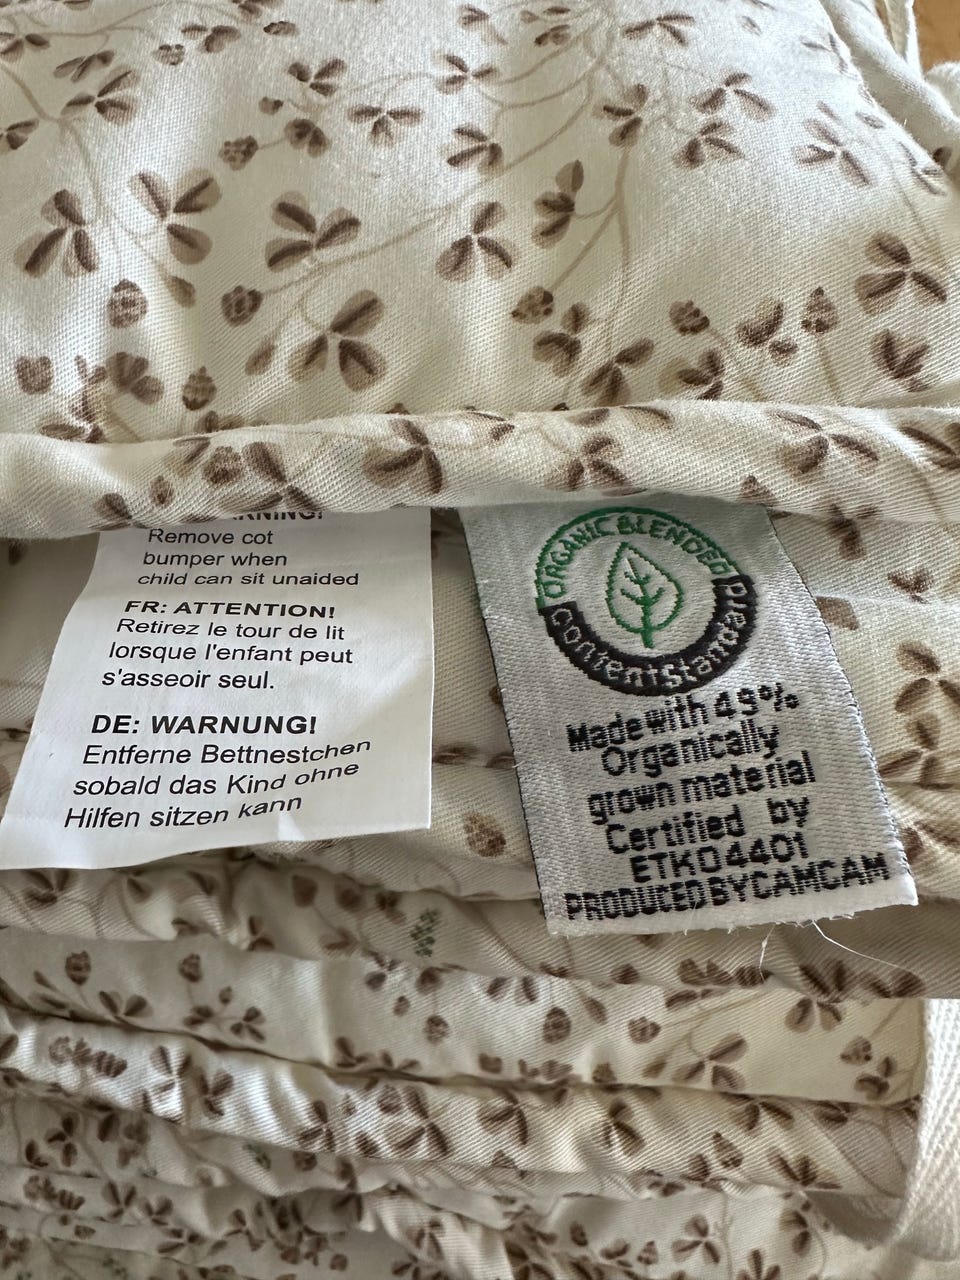 WARNING!
Remove cot
bumper when
child can sit unaided
FR: ATTENTION!
Retirez le tour de lit
lorsque l'enfant peut
s'asseoir seul.
DE: WARNUNG!
Entferne Bettnestchen
sobald das Kind ohne
Hilfen sitzen kann
ORGANIC BLENDED
ContentStandard
Made with 49%
Organically
grown material
Certified by
ETKO4401
PRODUCED BY CAMCAM